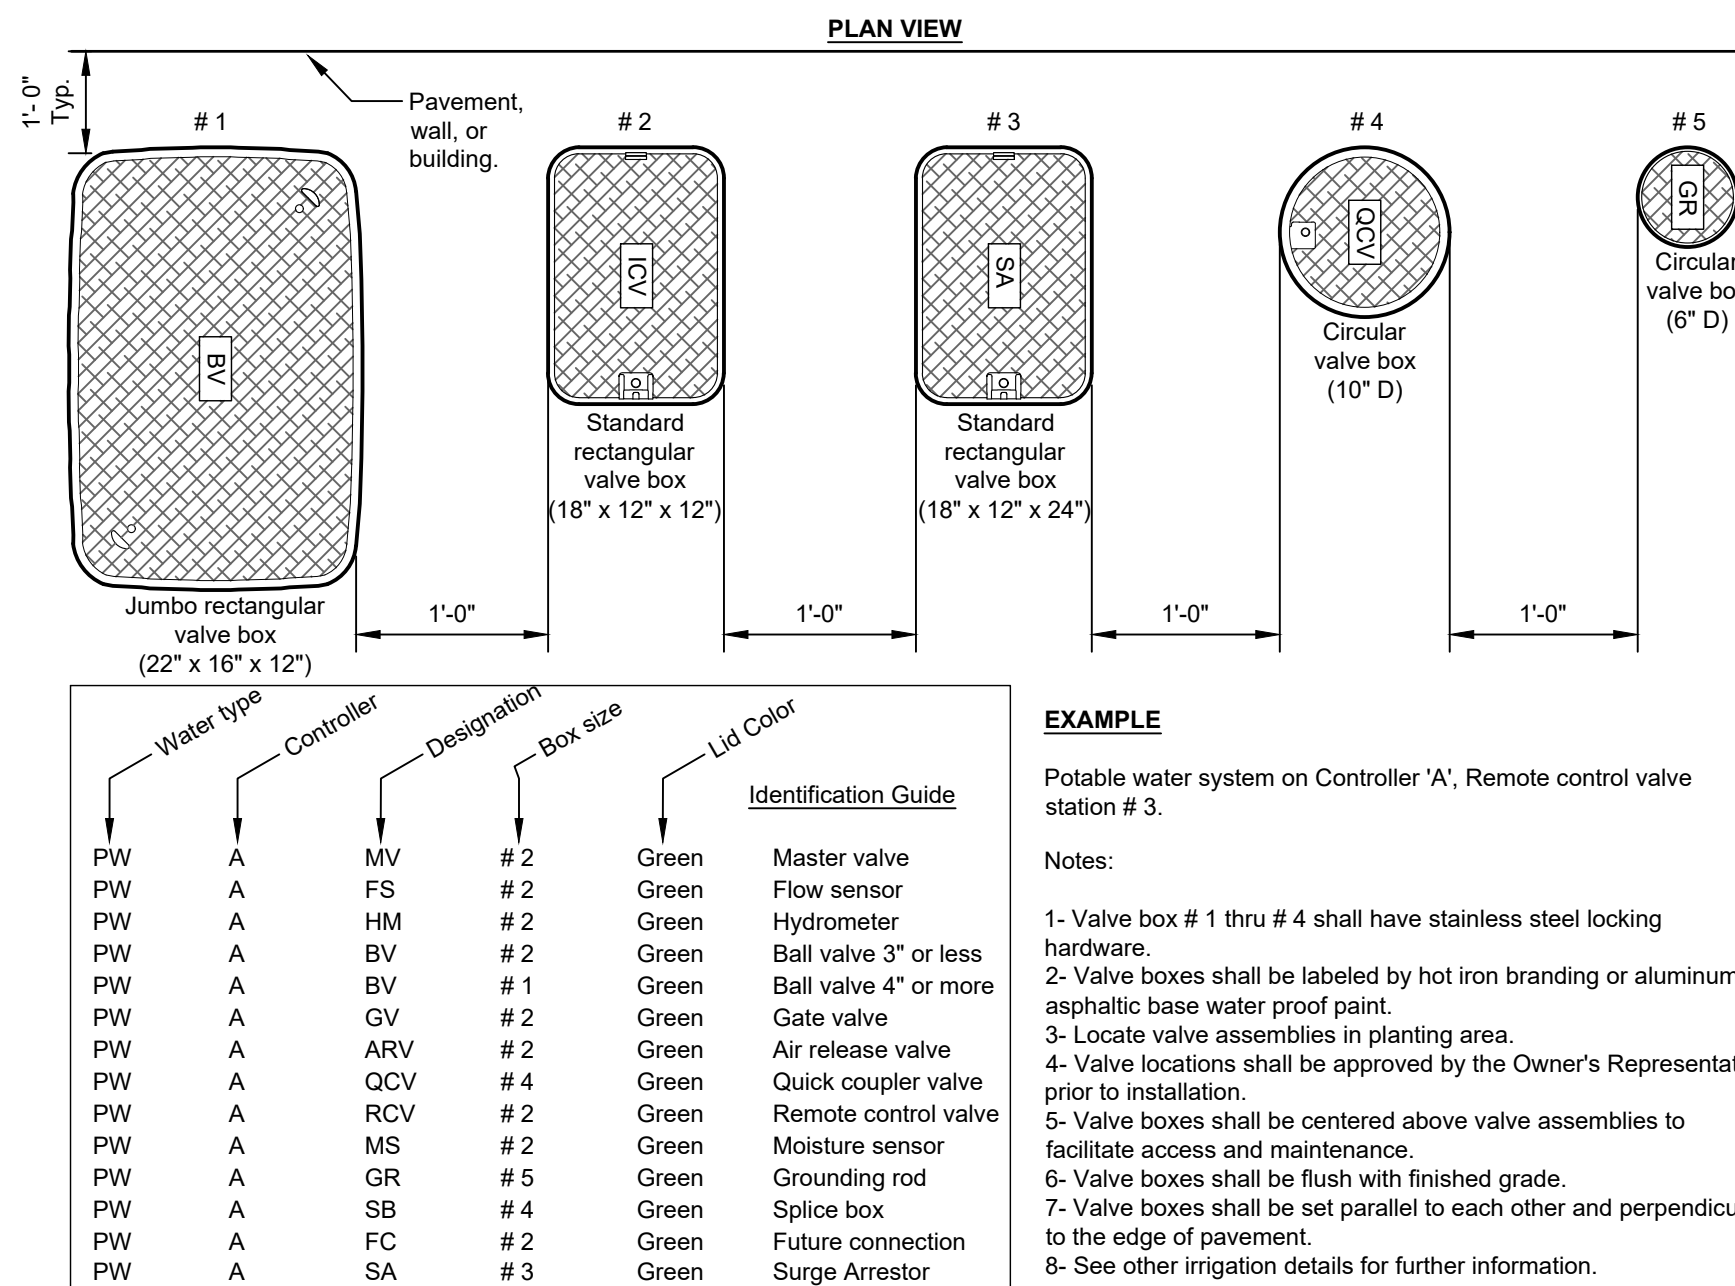 PLAN VIEW
1'- 0"
Typ.
Pavement,
wall, or
building.
# 1
# 2
# 3
# 4
# 5
BV
ICV
SA
QCV
GR
Jumbo rectangular
valve box
(22" x 16" x 12")
Standard
rectangular
valve box
(18" x 12" x 12")
Standard
rectangular
valve box
(18" x 12" x 24")
Circular
valve box
(10" D)
Circular
valve
(6" D)
1'-0"
1'-0"
1'-0"
1'-0"
Water type
Controller
Designation
Box size
Lid Color
Identification Guide
PW A MV # 2 Green Master valve
PW A FS # 2 Green Flow sensor
PW A HM # 2 Green Hydrometer
PW A BV # 2 Green Ball valve 3" or less
PW A BV # 1 Green Ball valve 4" or more
PW A GV # 2 Green Gate valve
PW A ARV # 2 Green Air release valve
PW A QCV # 4 Green Quick coupler valve
PW A RCV # 2 Green Remote control valve
PW A MS # 2 Green Moisture sensor
PW A GR # 5 Green Grounding rod
PW A SB # 4 Green Splice box
PW A FC # 2 Green Future connection
PW A SA # 3 Green Surge Arrestor
EXAMPLE
Potable water system on Controller 'A', Remote control valve
station # 3.
Notes:
1- Valve box # 1 thru # 4 shall have stainless steel locking
hardware.
2- Valve boxes shall be labeled by hot iron branding or aluminum
asphaltic base water proof paint.
3- Locate valve assemblies in planting area.
4- Valve locations shall be approved by the Owner's
prior to installation.
5- Valve boxes shall be centered above valve assemblies to
facilitate access and maintenance.
6- Valve boxes shall be flush with finished grade.
7- Valve boxes shall be set parallel to each other and
to the edge of pavement.
8- See other irrigation details for further information.